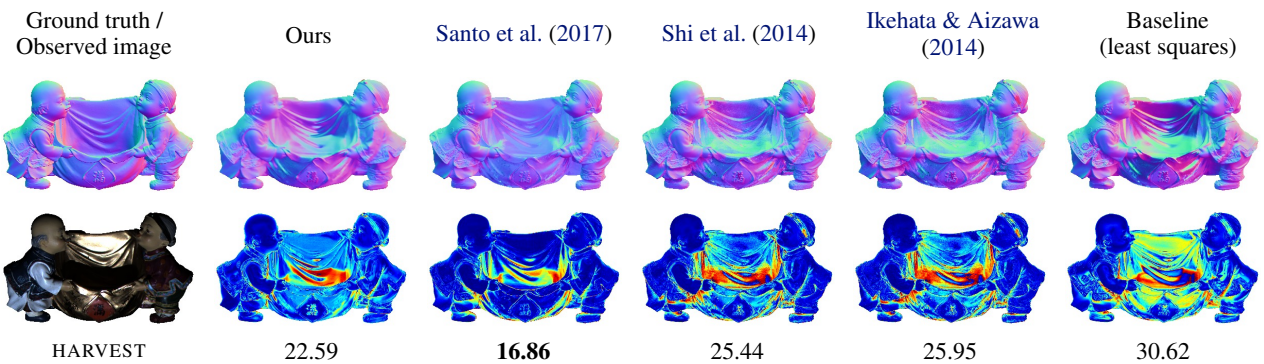 Ground truth /
Observed image
Ours
Santo et al. (2017)
Shi et al. (2014)
Ikehata & Aizawa
(2014)
Baseline
(least squares)
HARVEST
22.59
16.86
25.44
25.95
30.62